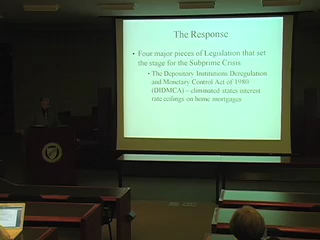 The Response
• Four major pieces of Legislation that set
the stage for the Subprime Crisis
• The Depository Institutions Deregulation
and Monetary Control Act of 1980
(DIDMCA) – eliminated states interest
rate ceilings on home mortgages